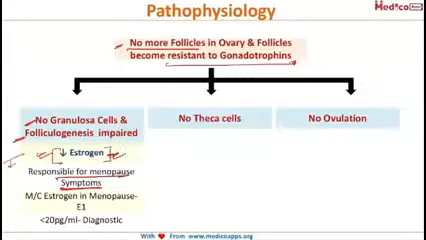 Pathophysiology
Medico Apps
No more Follicles in Ovary & Follicles
become resistant to Gonadotrophins
No Granulosa Cells &
Folliculogenesis impaired
No Theca cells
No Ovulation
↓ Estrogen
Responsible for menopause
Symptoms
M/C Estrogen in Menopause-
E1
<20pg/ml- Diagnostic
With ❤ From www.medicoapps.org